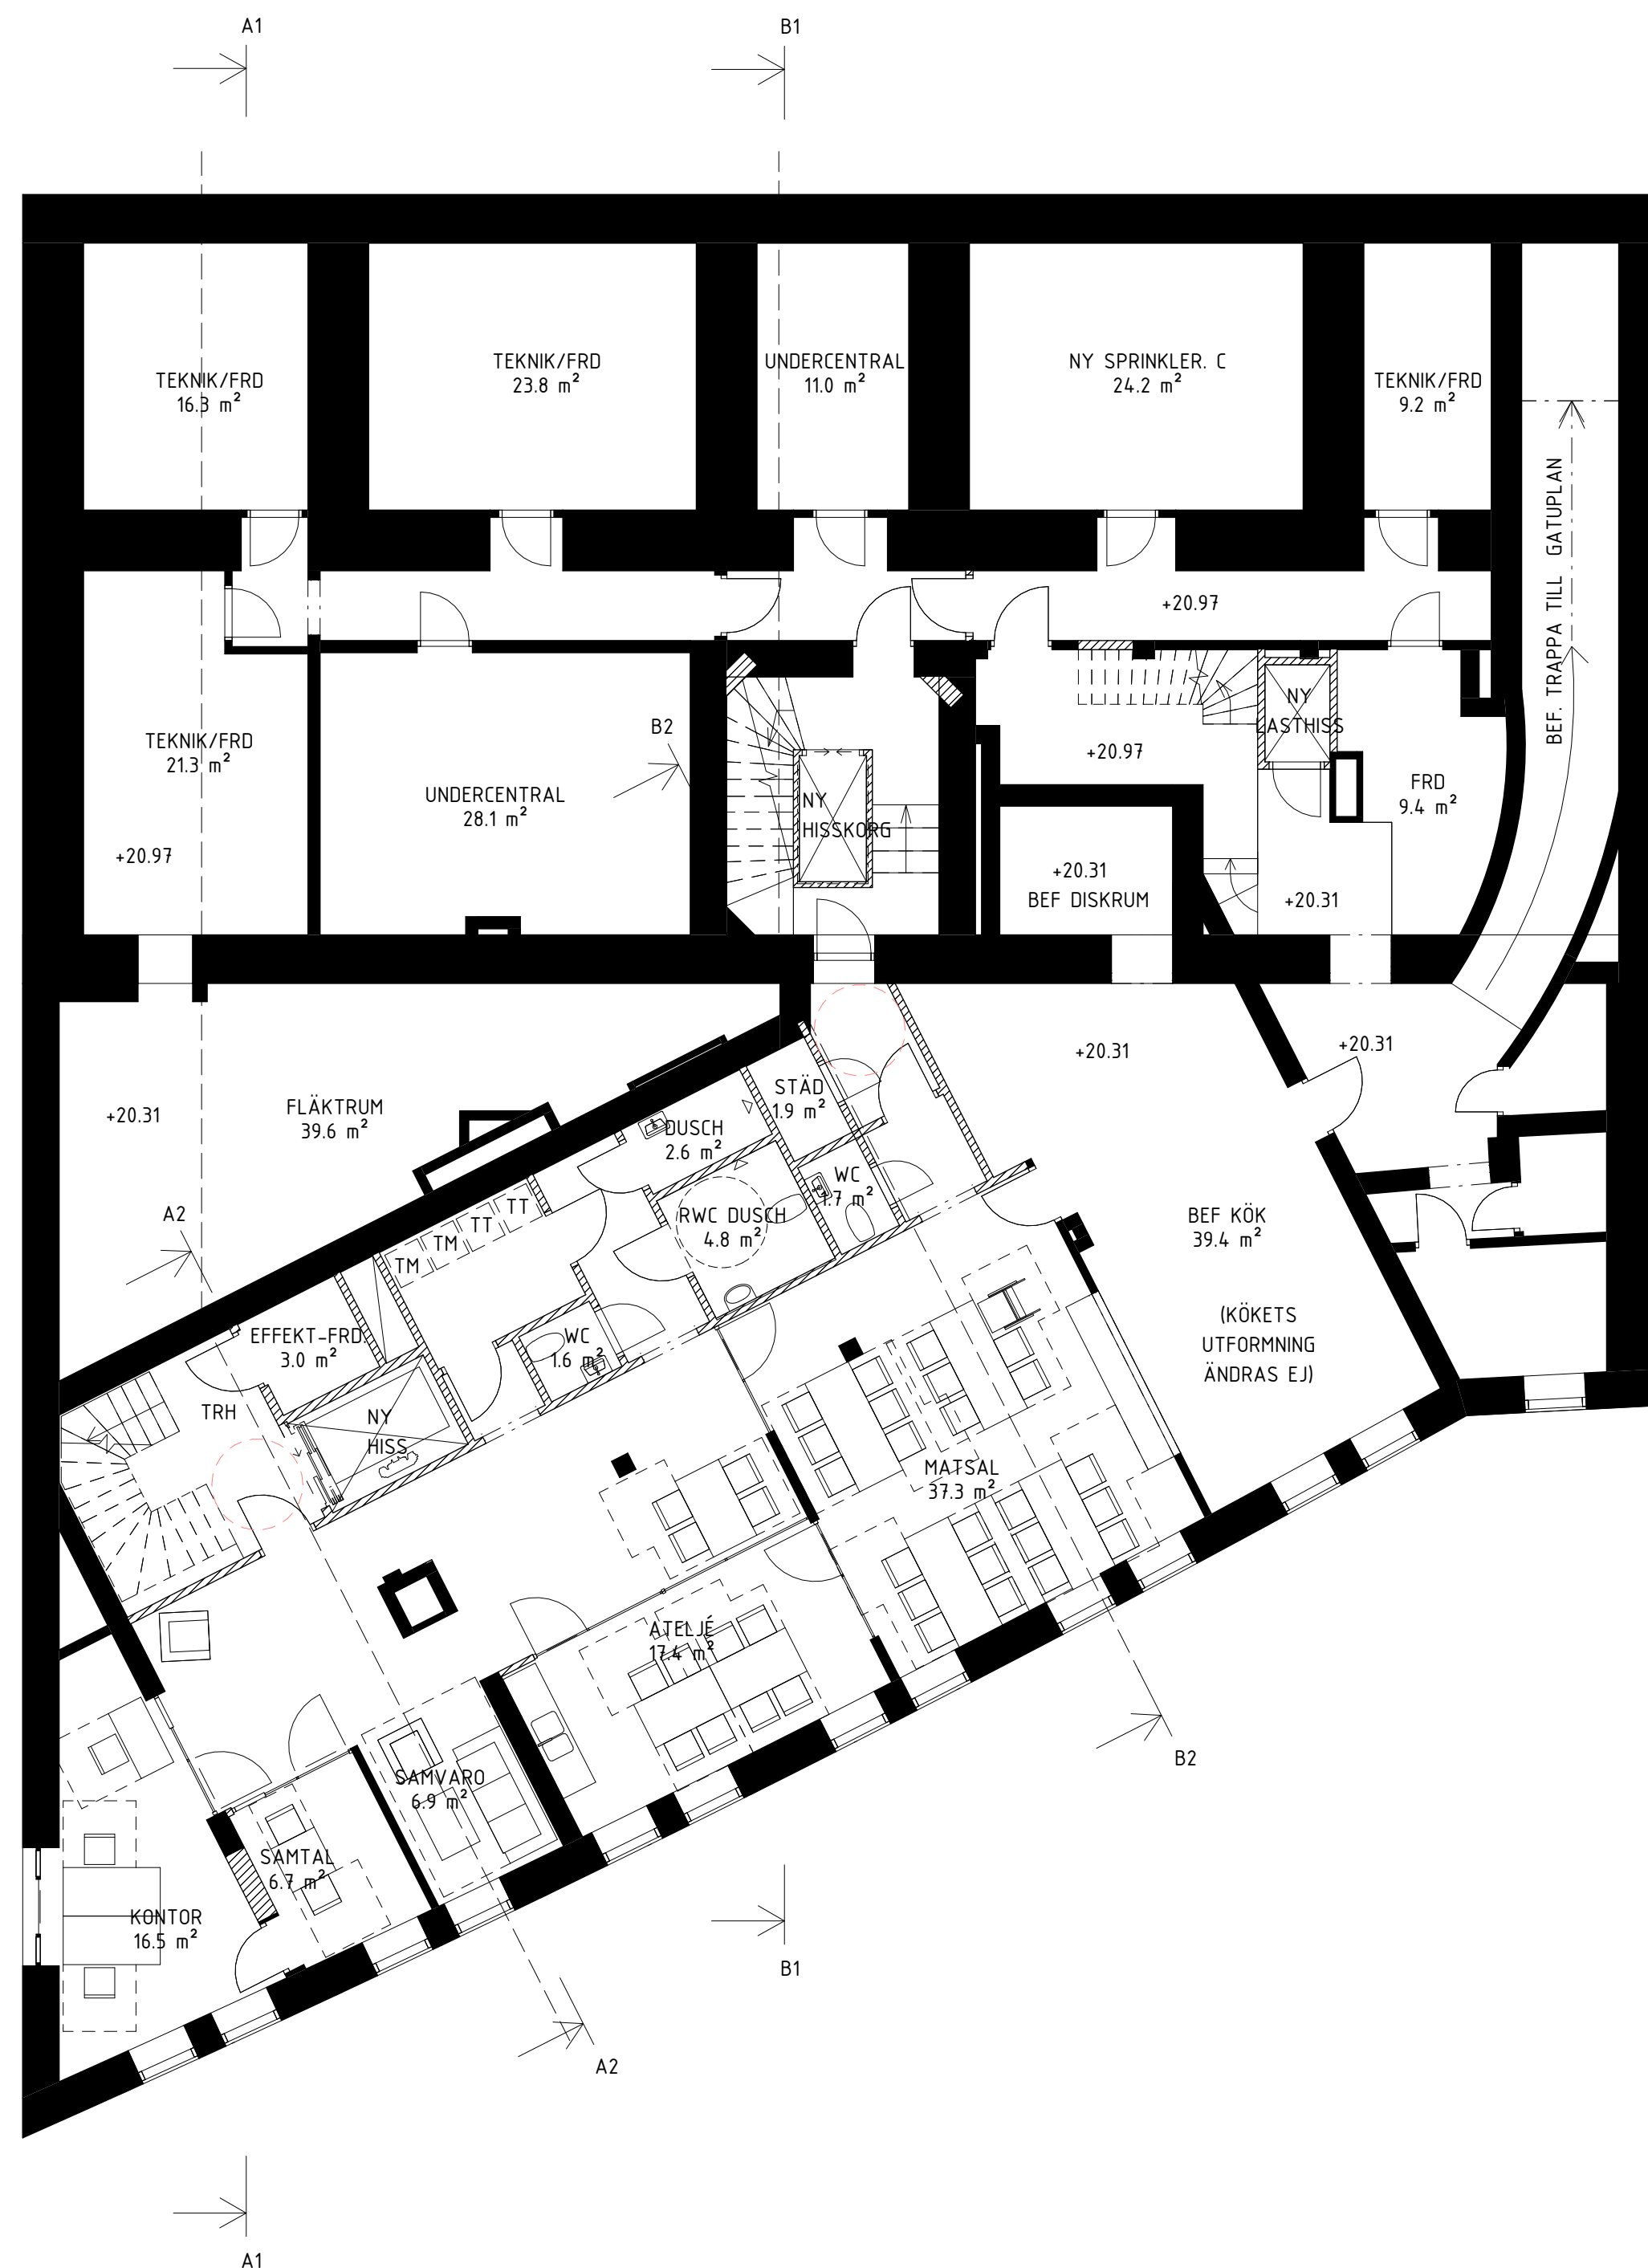 A1
B1
TEKNIK/FRD
16.3 m²
TEKNIK/FRD
23.8 m²
UNDERCENTRAL
11.0 m²
NY SPRINKLER. C
24.2 m²
TEKNIK/FRD
9.2 m²
BEF. TRAPPA TILL GATUPLAN
+20.97
TEKNIK/FRD
21.3 m²
+20.97
UNDERCENTRAL
28.1 m²
B2
NY
HISSKORG
+20.97
NY
LASTHISS
FRD
9.4 m²
+20.31
BEF DISKRUM
+20.31
+20.31
FLÄKTRUM
39.6 m²
STÄD
1.9 m²
DUSCH
2.6 m²
+20.31
+20.31
WC
1.7 m²
RWC DUSCH
4.8 m²
BEF KÖK
39.4 m²
(KÖKETS
UTFORMNING
ÄNDRAS EJ)
A2
TT
TT
TM
TM
EFFEKT-FRD
3.0 m²
WC
1.6 m²
TRH
NY
HISS
MATSAL
37.3 m²
ATELJÉ
17.4 m²
SAMVARO
6.9 m²
SAMTAL
6.7 m²
KONTOR
16.5 m²
B2
B1
A2
A1